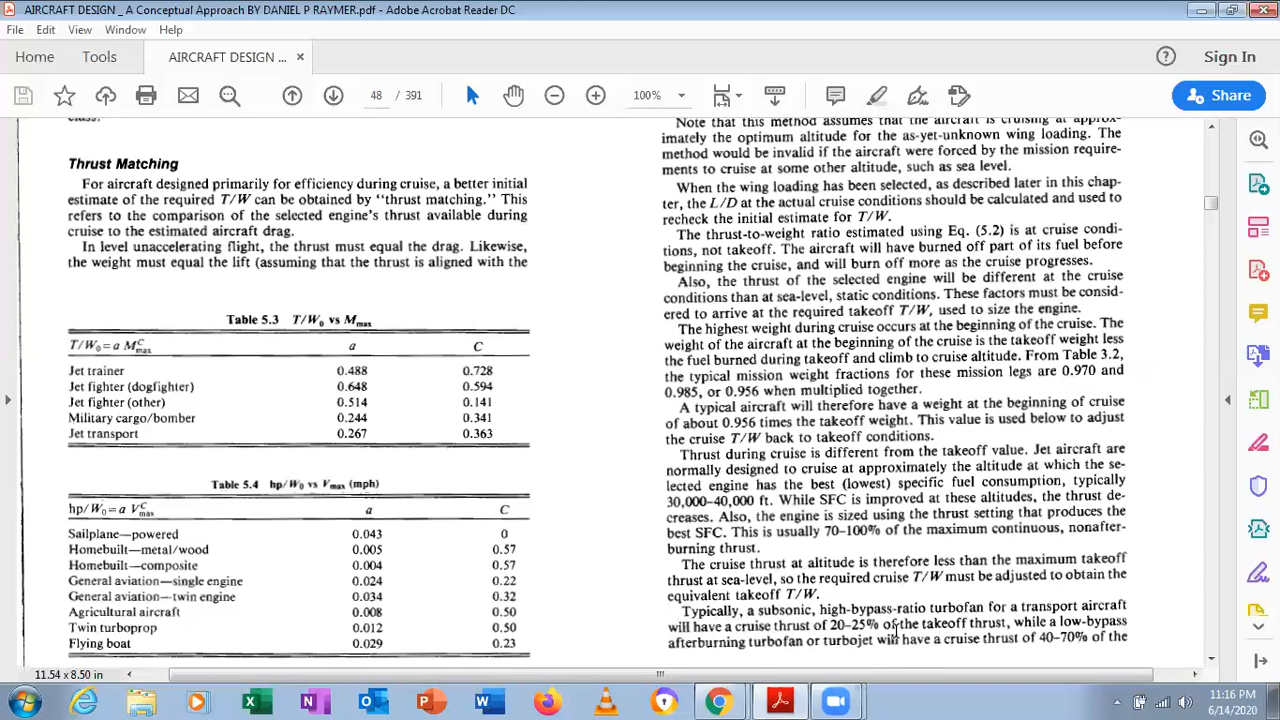 AIRCRAFT DESIGN _ A Conceptual Approach BY DANIEL P RAYMER.pdf - Adobe Acrobat Reader DC
File Edit View Window Help
Home Tools AIRCRAFT DESIGN ... ×
Sign In
48 / 391
100%
Share
class.
Thrust Matching
For aircraft designed primarily for efficiency during cruise, a better initial
estimate of the required T/W can be obtained by "thrust matching." This
refers to the comparison of the selected engine's thrust available during
cruise to the estimated aircraft drag.
In level unaccelerating flight, the thrust must equal the drag. Likewise,
the weight must equal the lift (assuming that the thrust is aligned with the
Table 5.3 T/W₀ vs Mmax
T/W₀ = a M^C max a C
Jet trainer 0.488 0.728
Jet fighter (dogfighter) 0.648 0.594
Jet fighter (other) 0.514 0.141
Military cargo/bomber 0.244 0.341
Jet transport 0.267 0.363
Table 5.4 hp/W₀ vs Vmax (mph)
hp/W₀ = a V^C max a C
Sailplane—powered 0.043 0
Homebuilt—metal/wood 0.005 0.57
Homebuilt—composite 0.004 0.57
General aviation—single engine 0.024 0.22
General aviation—twin engine 0.034 0.32
Agricultural aircraft 0.008 0.50
Twin turboprop 0.012 0.50
Flying boat 0.029 0.23
Note that this method assumes that the aircraft is cruising at approx-
imately the optimum altitude for the as-yet-unknown wing loading. The
method would be invalid if the aircraft were forced by the mission require-
ments to cruise at some other altitude, such as sea level.
When the wing loading has been selected, as described later in this chap-
ter, the L/D at the actual cruise conditions should be calculated and used to
recheck the initial estimate for T/W.
The thrust-to-weight ratio estimated using Eq. (5.2) is at cruise condi-
tions, not takeoff. The aircraft will have burned off part of its fuel before
beginning the cruise, and will burn off more as the cruise progresses.
Also, the thrust of the selected engine will be different at the cruise
conditions than at sea-level, static conditions. These factors must be consid-
ered to arrive at the required takeoff T/W, used to size the engine.
The highest weight during cruise occurs at the beginning of the cruise. The
weight of the aircraft at the beginning of the cruise is the takeoff weight less
the fuel burned during takeoff and climb to cruise altitude. From Table 3.2,
the typical mission weight fractions for these mission legs are 0.970 and
0.985, or 0.956 when multiplied together.
A typical aircraft will therefore have a weight at the beginning of cruise
of about 0.956 times the takeoff weight. This value is used below to adjust
the cruise T/W back to takeoff conditions.
Thrust during cruise is different from the takeoff value. Jet aircraft are
normally designed to cruise at approximately the altitude at which the se-
lected engine has the best (lowest) specific fuel consumption, typically
30,000-40,000 ft. While SFC is improved at these altitudes, the thrust de-
creases. Also, the engine is sized using the thrust setting that produces the
best SFC. This is usually 70-100% of the maximum continuous, nonafter-
burning thrust.
The cruise thrust at altitude is therefore less than the maximum takeoff
thrust at sea-level, so the required cruise T/W must be adjusted to obtain the
equivalent takeoff T/W.
Typically, a subsonic, high-bypass-ratio turbofan for a transport aircraft
will have a cruise thrust of 20-25% of the takeoff thrust, while a low-bypass
afterburning turbofan or turbojet will have a cruise thrust of 40-70% of the
11.54 x 8.50 in
11:16 PM
6/14/2020